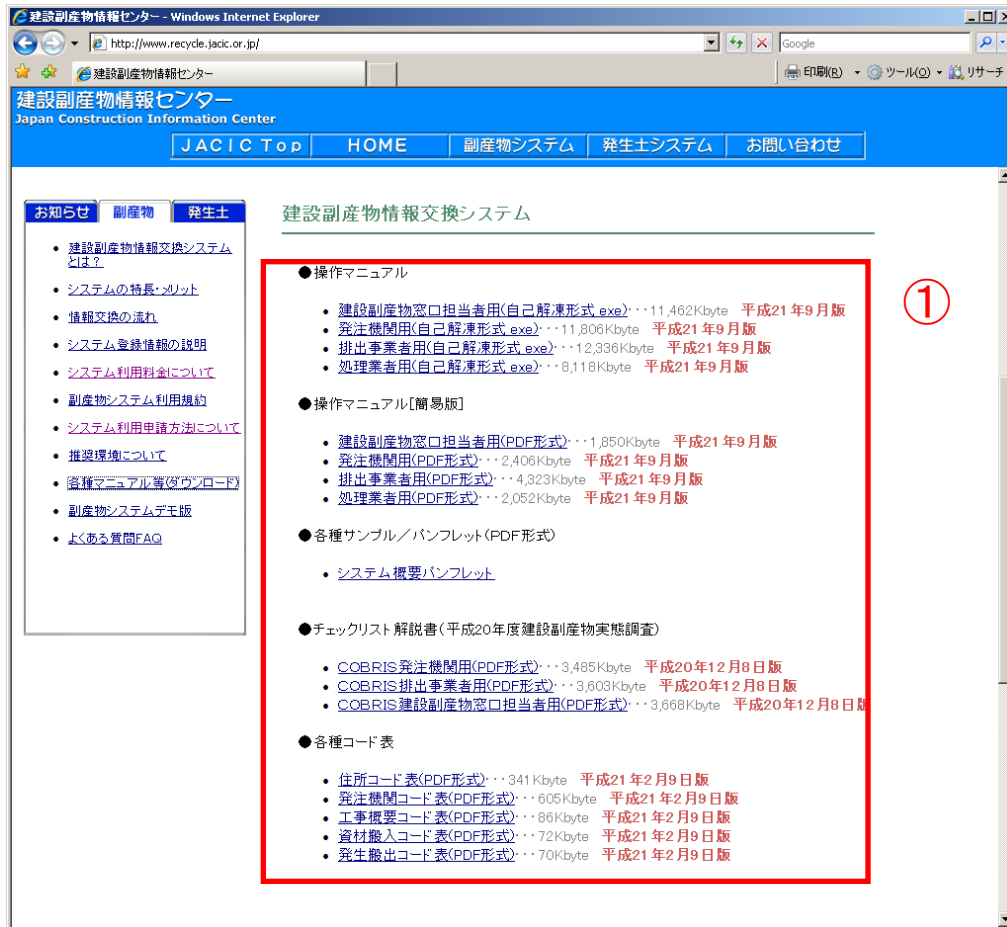 建設副産物情報センター - Windows Internet Explorer
http://www.recycle.jacic.or.jp/
Google
建設副産物情報センター
印刷(R)
ツール(O)
リサーチ
建設副産物情報センター
Japan Construction Information Center
JACIC Top
HOME
副産物システム
発生土システム
お問い合わせ
お知らせ
副産物
発生土
• 建設副産物情報交換システム
とは？
• システムの特長・メリット
• 情報交換の流れ
• システム登録情報の説明
• システム利用料金について
• 副産物システム利用規約
• システム利用申請方法について
• 推奨環境について
• 各種マニュアル等(ダウンロード)
• 副産物システムデモ版
• よくある質問FAQ
建設副産物情報交換システム
①
●操作マニュアル
• 建設副産物窓口担当者用(自己解凍形式 exe)･･･11,462Kbyte 平成21年9月版
• 発注機関用(自己解凍形式 exe)･･･11,806Kbyte 平成21年9月版
• 排出事業者用(自己解凍形式 exe)･･･12,336Kbyte 平成21年9月版
• 処理業者用(自己解凍形式 exe)･･･8,118Kbyte 平成21年9月版
●操作マニュアル[簡易版]
• 建設副産物窓口担当者用(PDF形式)･･･1,850Kbyte 平成21年9月版
• 発注機関用(PDF形式)･･･2,406Kbyte 平成21年9月版
• 排出事業者用(PDF形式)･･･4,323Kbyte 平成21年9月版
• 処理業者用(PDF形式)･･･2,052Kbyte 平成21年9月版
●各種サンプル／パンフレット(PDF形式)
• システム概要パンフレット
●チェックリスト解説書(平成20年度建設副産物実態調査)
• COBRIS発注機関用(PDF形式)･･･3,485Kbyte 平成20年12月8日版
• COBRIS排出事業者用(PDF形式)･･･3,603Kbyte 平成20年12月8日版
• COBRIS建設副産物窓口担当者用(PDF形式)･･･3,668Kbyte 平成20年12月8日版
●各種コード表
• 住所コード表(PDF形式)･･･341Kbyte 平成21年2月9日版
• 発注機関コード表(PDF形式)･･･605Kbyte 平成21年2月9日版
• 工事概要コード表(PDF形式)･･･86Kbyte 平成21年2月9日版
• 資材搬入コード表(PDF形式)･･･72Kbyte 平成21年2月9日版
• 発生搬出コード表(PDF形式)･･･70Kbyte 平成21年2月9日版